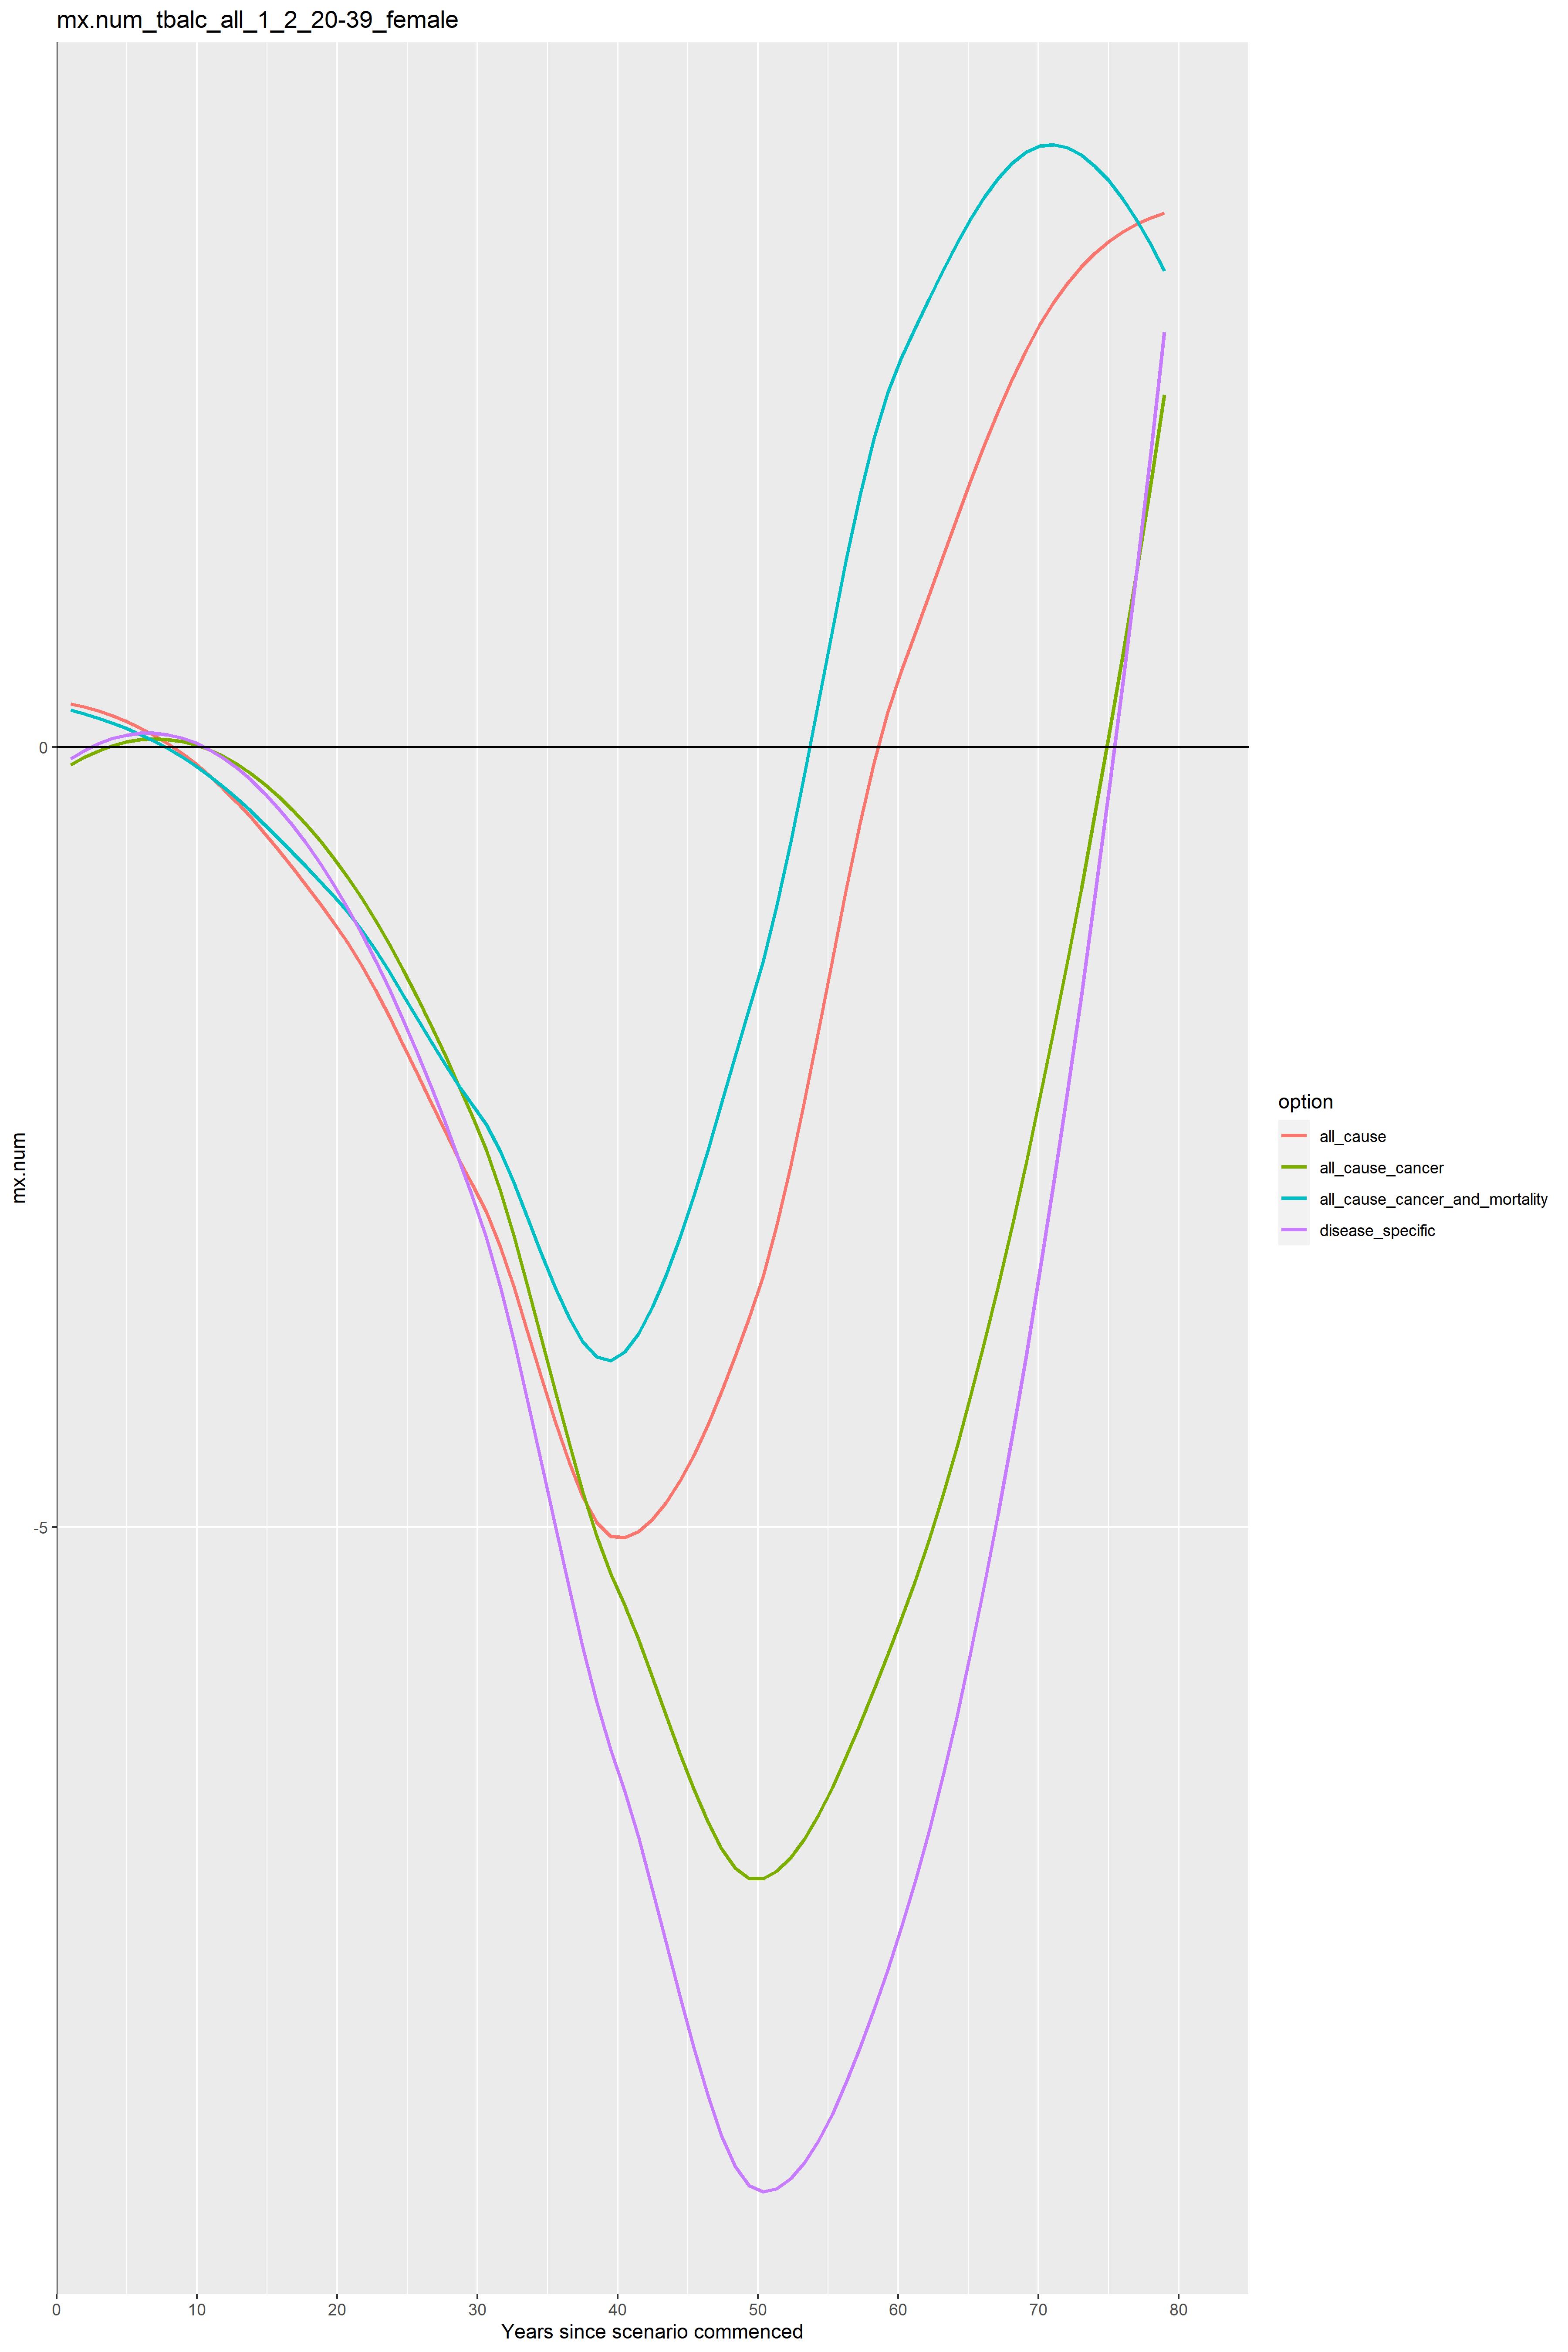 mx.num_tbalc_all_1_2_20-39_female
mx.num
0
-5
0 10 20 30 40 50 60 70 80
Years since scenario commenced
option
all_cause
all_cause_cancer
all_cause_cancer_and_mortality
disease_specific